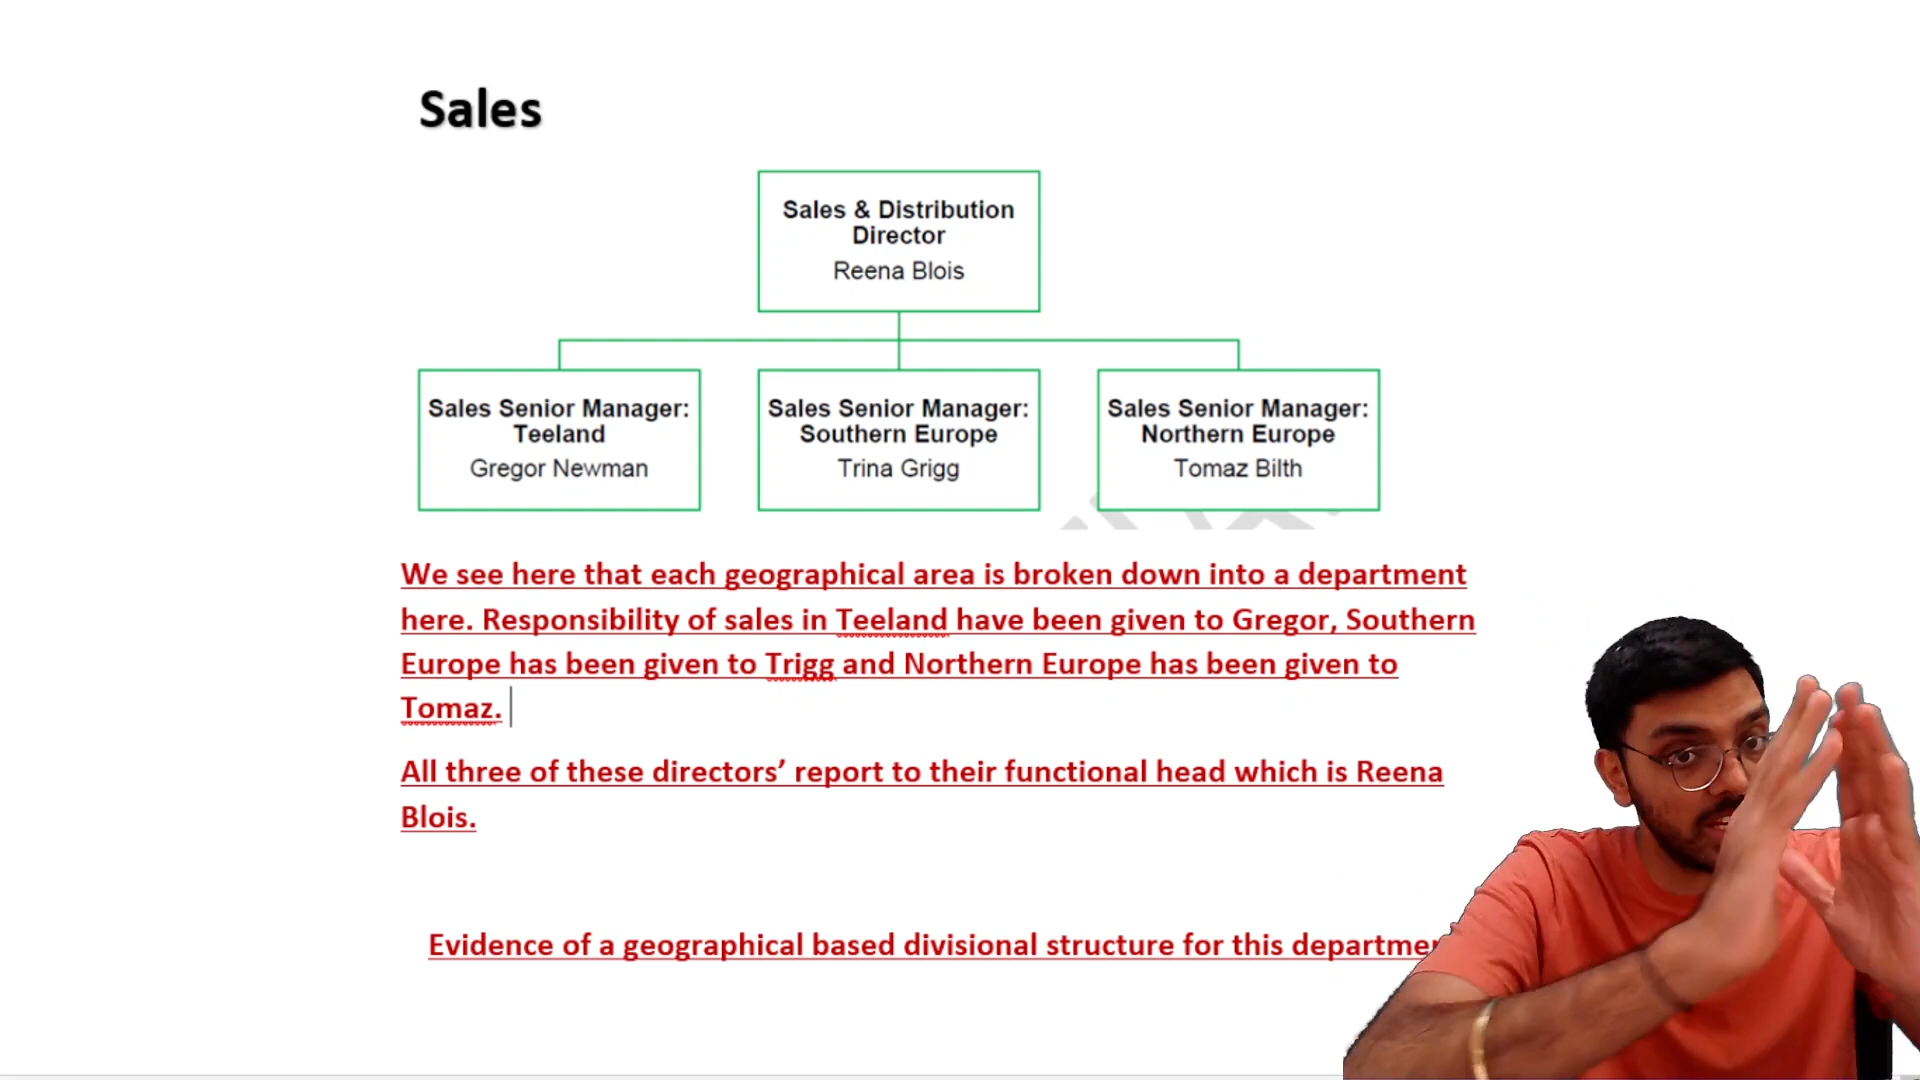 Sales
Sales & Distribution
Director
Reena Blois
Sales Senior Manager:
Teeland
Gregor Newman
Sales Senior Manager:
Southern Europe
Trina Grigg
Sales Senior Manager:
Northern Europe
Tomaz Bilth
We see here that each geographical area is broken down into a department
here. Responsibility of sales in Teeland have been given to Gregor, Southern
Europe has been given to Trigg and Northern Europe has been given to
Tomaz.
All three of these directors’ report to their functional head which is Reena
Blois.
Evidence of a geographical based divisional structure for this